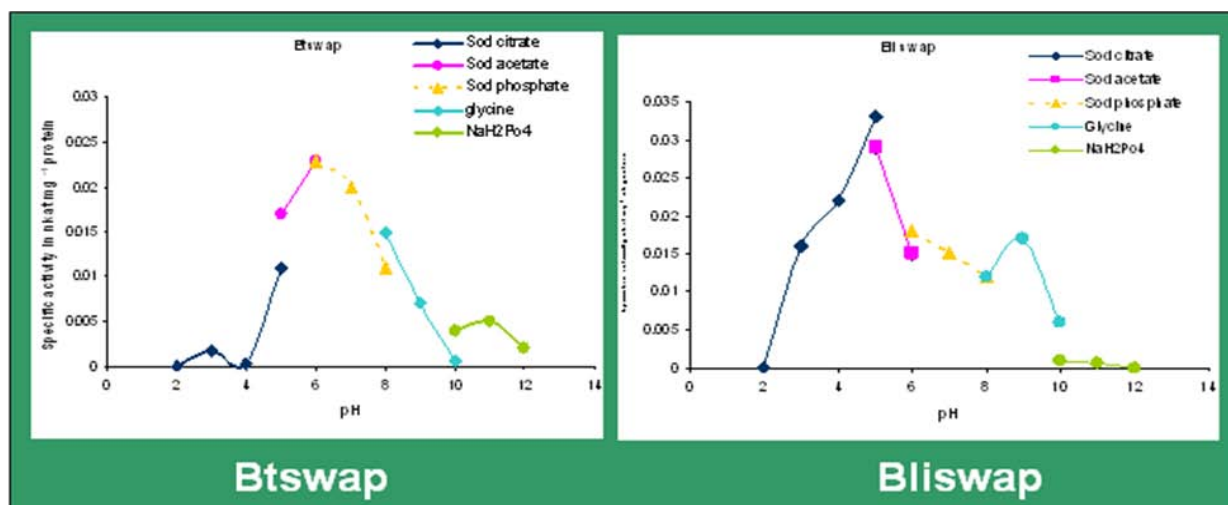 Btswap
Sod citrate
Sod acetate
Sod phosphate
glycine
NaH2Po4
Specific activity in nkat mg⁻¹ protein
0.03
0.025
0.02
0.015
0.01
0.005
0
0 2 4 6 8 10 12 14
pH
Bliswap
Sod citrate
Sod acetate
Sod phosphate
Glycine
NaH2Po4
0.035
0.03
0.025
0.02
0.015
0.01
0.005
0
0 2 4 6 8 10 12 14
pH
Btswap
Bliswap